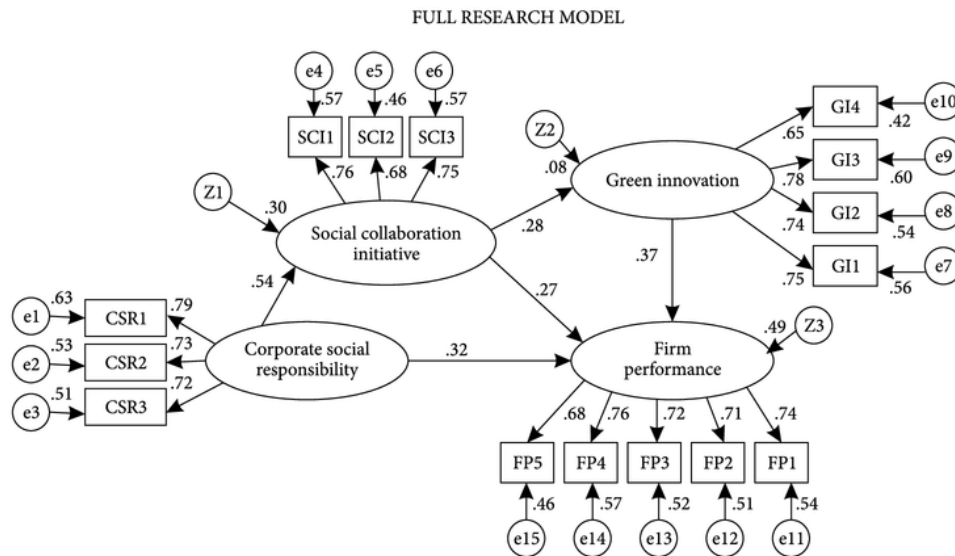 FULL RESEARCH MODEL
e4 e5 e6
.57 .46 .57
SCI1 SCI2 SCI3
.76 .68 .75
Z1
.30
Social collaboration
initiative
Z2
.08
Green innovation
GI4
.65
.42
e10
GI3
.78
.60
e9
GI2
.74
.54
e8
GI1
.75
.56
e7
.28
.37
.27
.54
e1
.63
CSR1
.79
e2
.53
CSR2
.73
e3
.51
CSR3
.72
Corporate social
responsibility
.32
Firm
performance
.49
Z3
.68 .76 .72 .71 .74
FP5 FP4 FP3 FP2 FP1
.46 .57 .52 .51 .54
e15 e14 e13 e12 e11